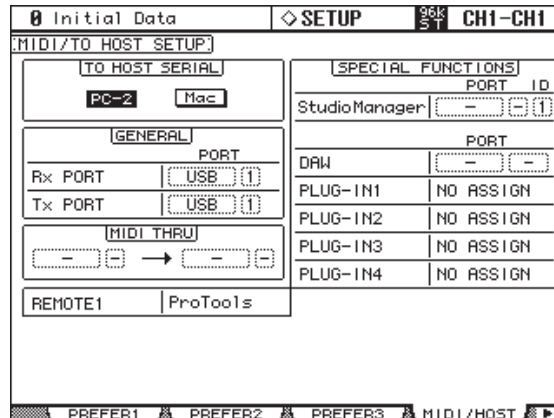 0 Initial Data ◇SETUP 96k ST CH1-CH1
MIDI/TO HOST SETUP
TO HOST SERIAL
PC-2 Mac
GENERAL
PORT
Rx PORT USB 1
Tx PORT USB 1
MIDI THRU
- - → - -
REMOTE1 ProTools
SPECIAL FUNCTIONS
PORT ID
StudioManager - - 1
PORT
DAW - -
PLUG-IN1 NO ASSIGN
PLUG-IN2 NO ASSIGN
PLUG-IN3 NO ASSIGN
PLUG-IN4 NO ASSIGN
PREFER1 PREFER2 PREFER3 MIDI/HOST